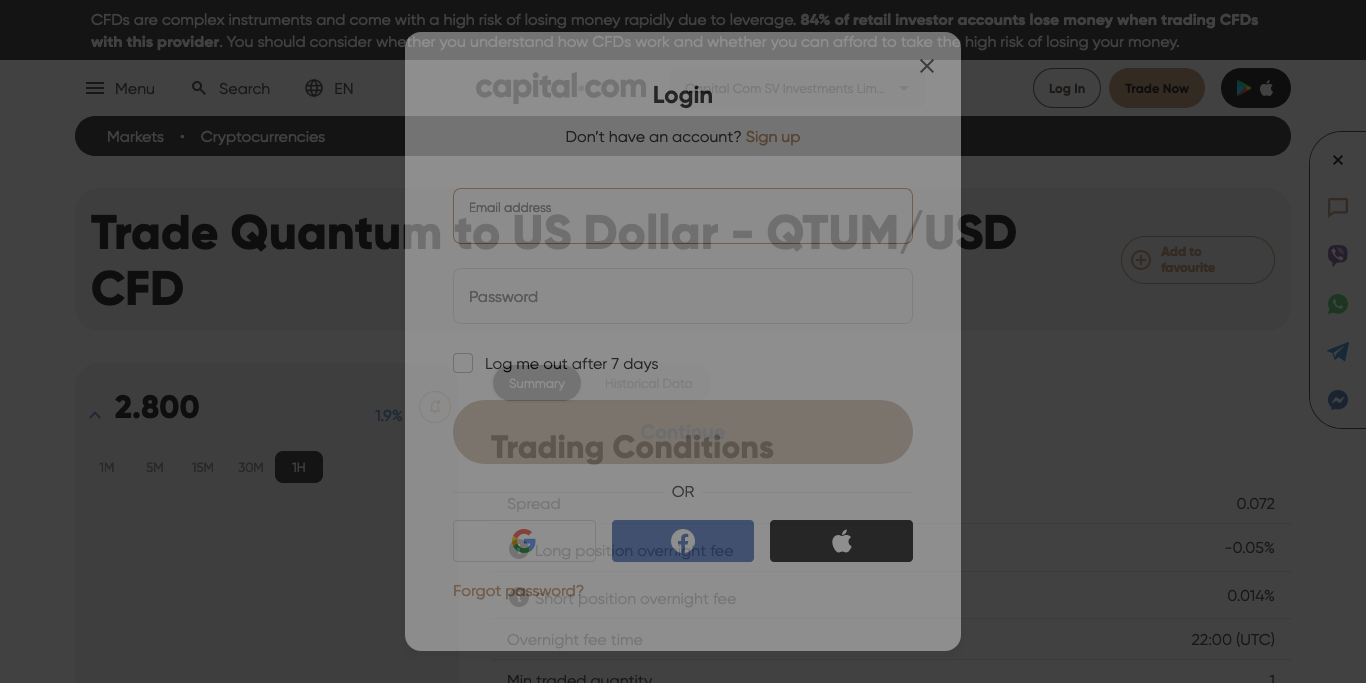 CFDs are complex instruments and come with a high risk of losing money rapidly due to leverage. 84% of retail investor accounts lose money when trading CFDs
with this provider. You should consider whether you understand how CFDs work and whether you can afford to take the high risk of losing your money.
Menu
Search
EN
capital.com
Capital Com SV Investments Lim...
Log In
Trade Now
Login
Markets • Cryptocurrencies
Don't have an account? Sign up
Trade Quantum to US Dollar - QTUM/USD
CFD
Add to
favourite
Email address
Password
Log me out after 7 days
Summary
Historical Data
2.800
1.9%
Continue
Trading Conditions
1M
5M
15M
30M
1H
OR
Spread
0.072
Long position overnight fee
-0.05%
Forgot password?
Short position overnight fee
0.014%
Overnight fee time
22:00 (UTC)
Min traded quantity
1